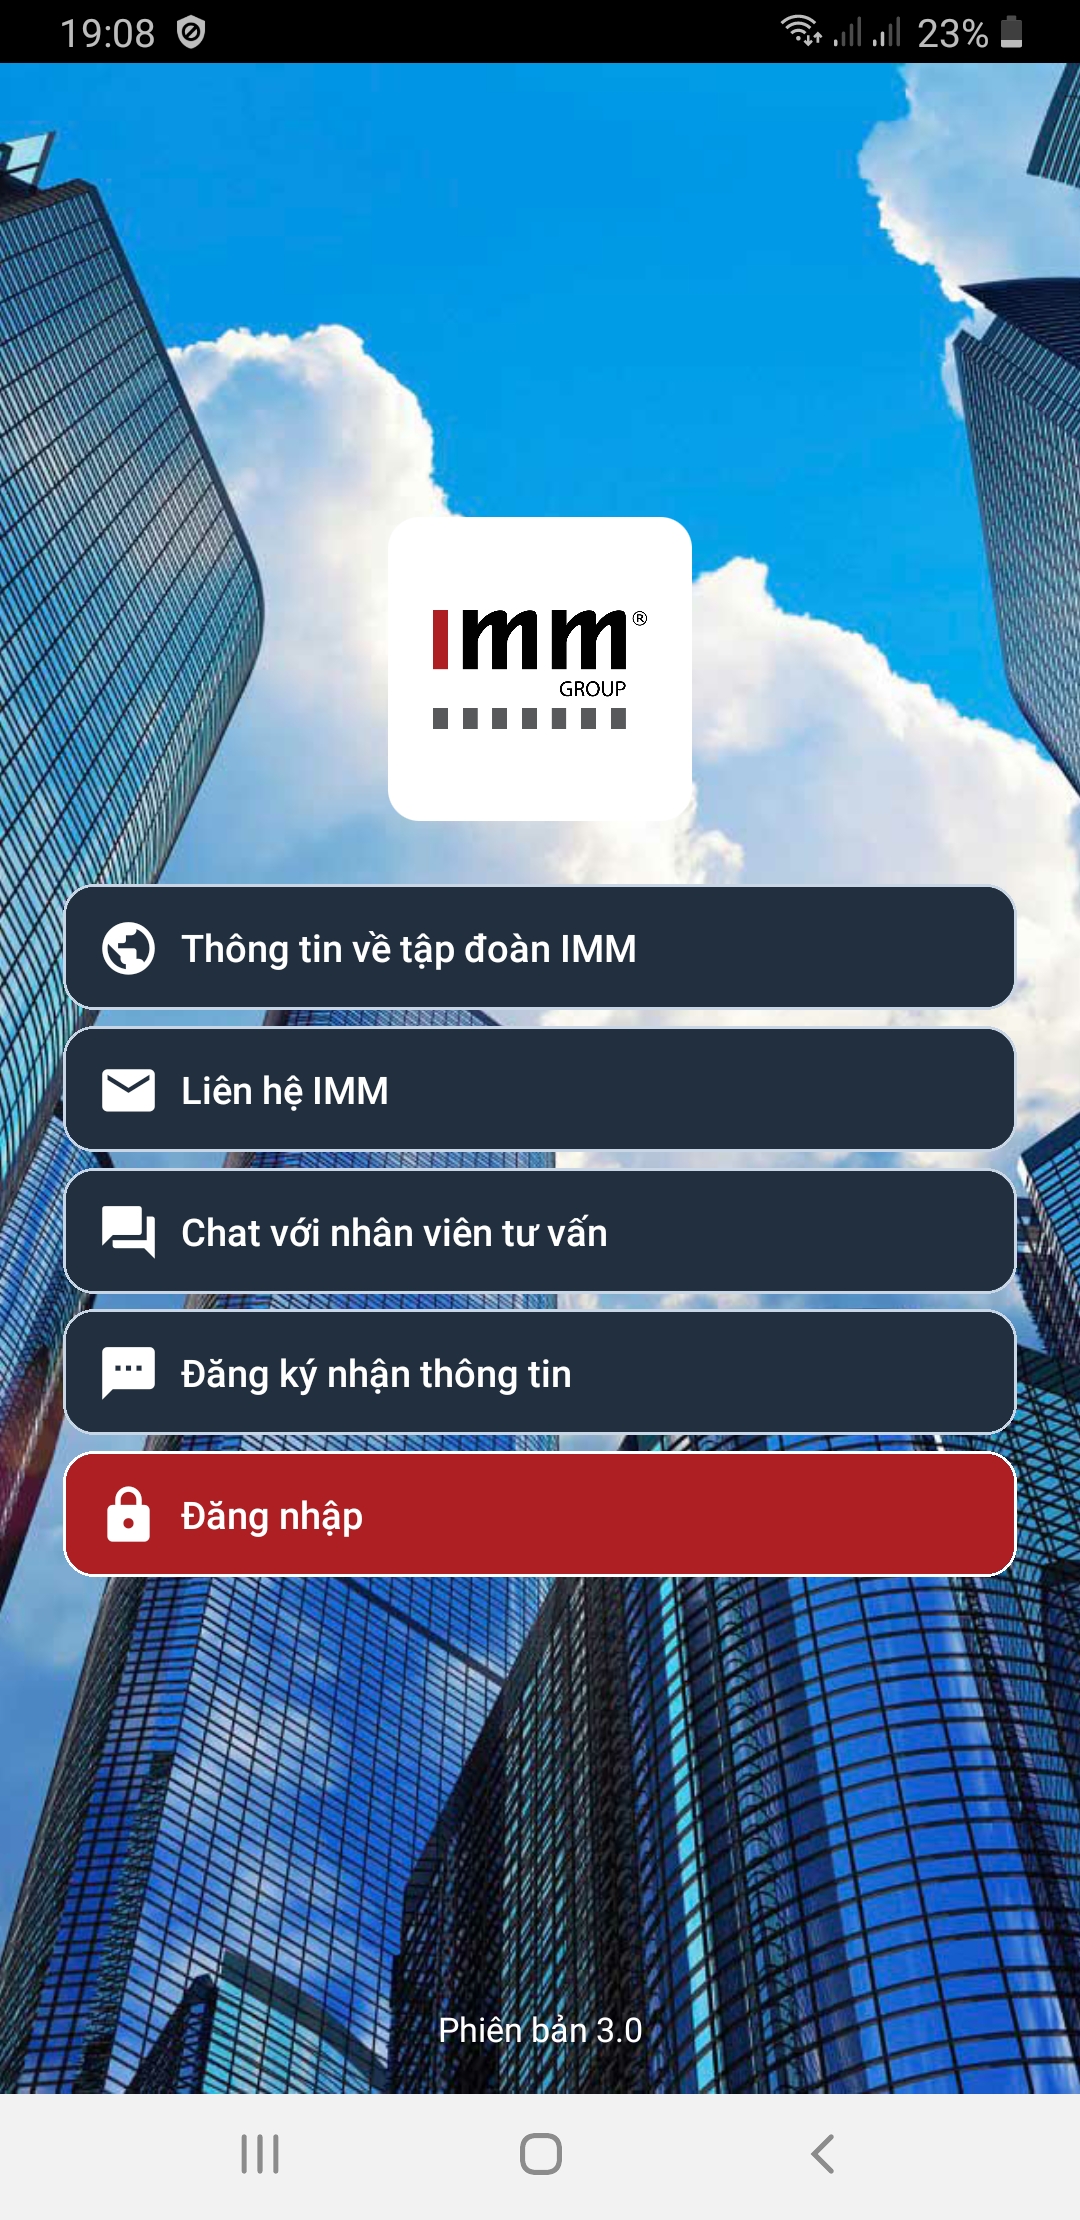 19:08
23%
Imm®
GROUP
Thông tin về tập đoàn IMM
Liên hệ IMM
Chat với nhân viên tư vấn
Đăng ký nhận thông tin
Đăng nhập
Phiên bản 3.0